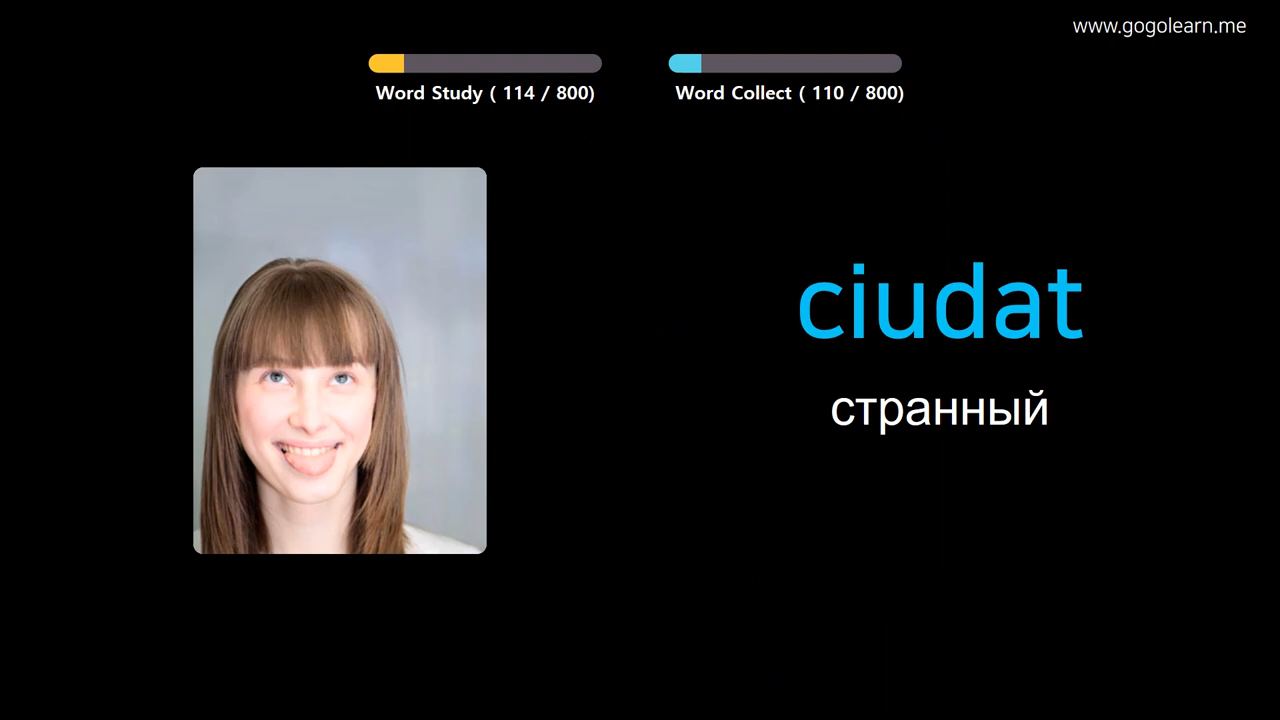 www.gogolearn.me
Word Study ( 114 / 800)
Word Collect ( 110 / 800)
ciudat
странный